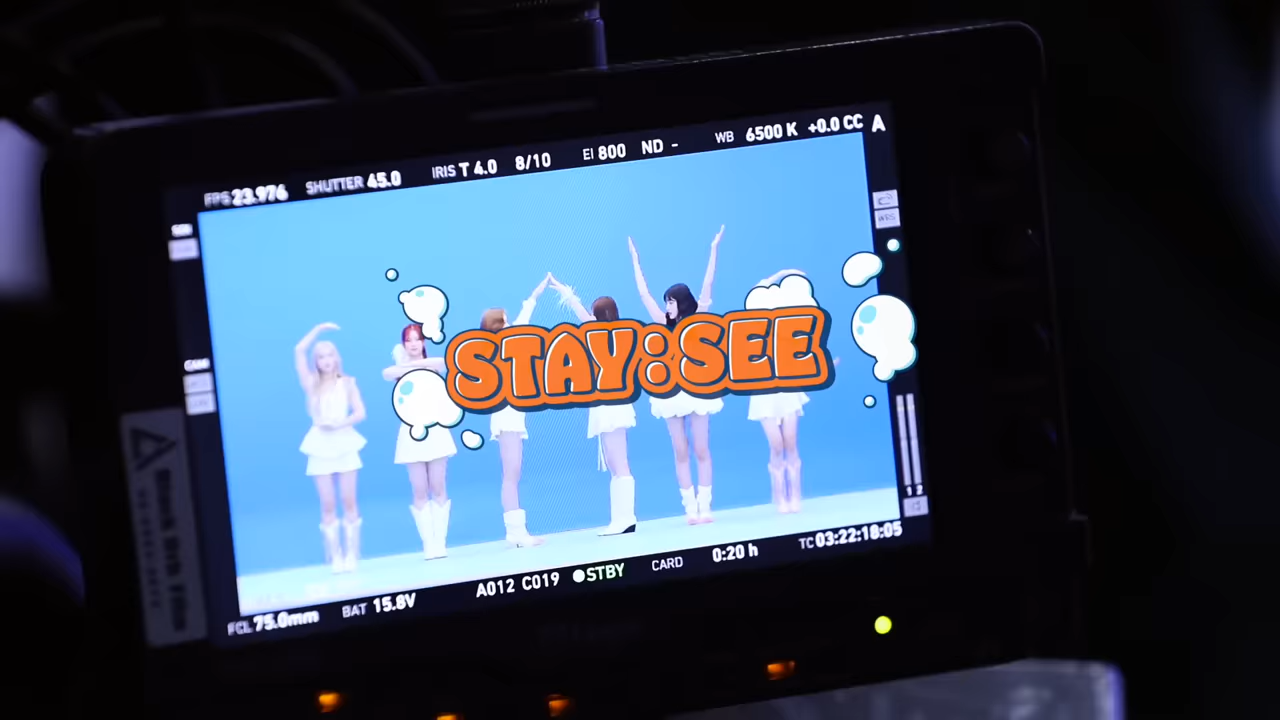 FPS 23.976 SHUTTER 45.0 IRIS T 4.0 8/10 EI 800 ND - WB 6500 K +0.0 CC A
STAY:SEE
1 2
A012 C019 STBY CARD 0:20 h TC 03:22:18:05
FCL 75.0mm BAT 15.8V